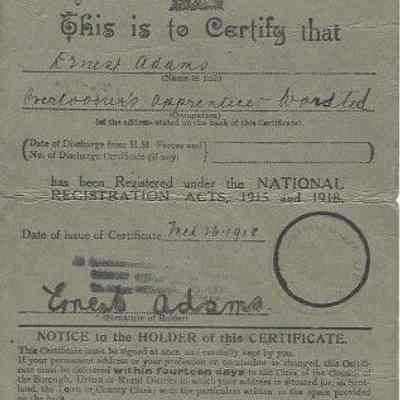 This is to Certify that
Ernest Adams
(Name in full)
Overlooker's Apprentice Worsted
(Occupation)
(of the address stated on the back of this Certificate).
(Date of Discharge from H.M. Forces and
No. of Discharge Certificate (if any)
has been Registered under the NATIONAL
REGISTRATION ACTS, 1915 and 1918.
Date of issue of Certificate 1918
Ernest Adams
(Signature of Holder)
NOTICE to the HOLDER of this CERTIFICATE.
This Certificate must be signed at once, and carefully kept by you.
If your permanent address or your profession or occupation is changed, this Certifi-
cate must be delivered within fourteen days to the Clerk of the Council of
the Borough, Urban or Rural District in which your address is situated (or, in Scot-
land, the Town or County Clerk) with the particulars written in the space provided
on the back.